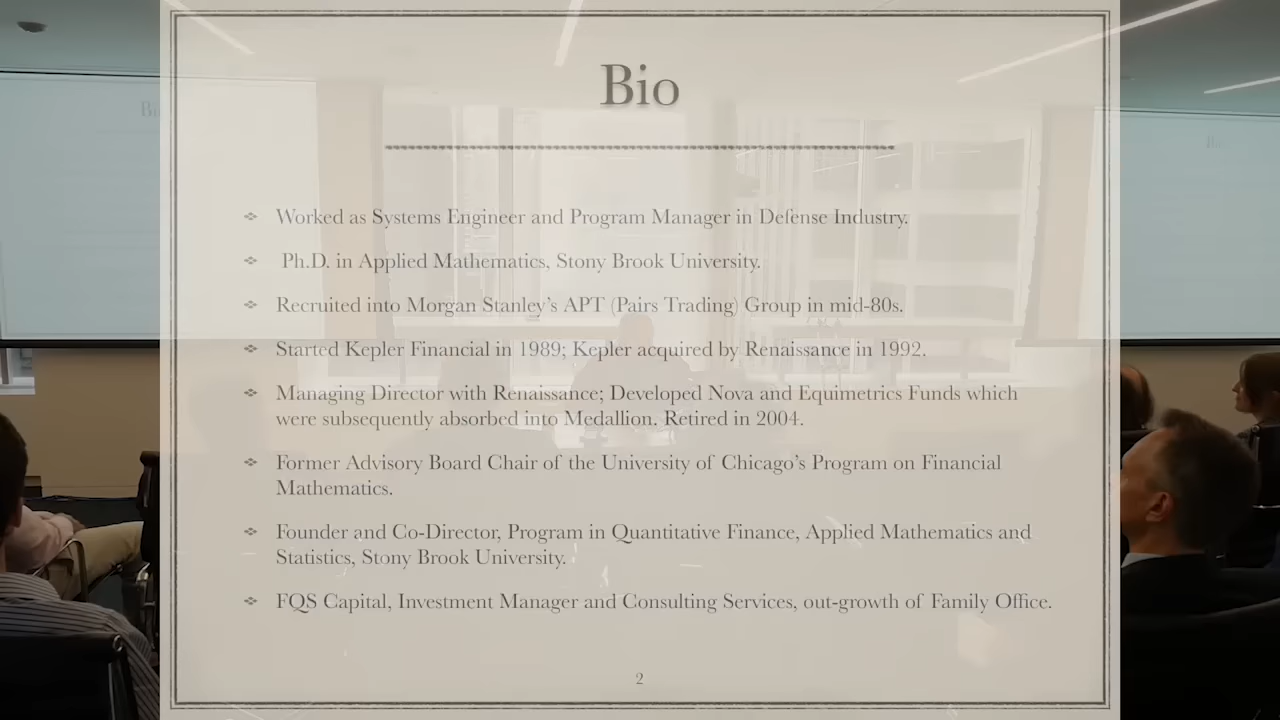 Bio
❖ Worked as Systems Engineer and Program Manager in Defense Industry.
❖ Ph.D. in Applied Mathematics, Stony Brook University.
❖ Recruited into Morgan Stanley's APT (Pairs Trading) Group in mid-80s.
❖ Started Kepler Financial in 1989; Kepler acquired by Renaissance in 1992.
❖ Managing Director with Renaissance; Developed Nova and Equimetrics Funds which
were subsequently absorbed into Medallion. Retired in 2004.
❖ Former Advisory Board Chair of the University of Chicago's Program on Financial
Mathematics.
❖ Founder and Co-Director, Program in Quantitative Finance, Applied Mathematics and
Statistics, Stony Brook University.
❖ FQS Capital, Investment Manager and Consulting Services, out-growth of Family Office.
2